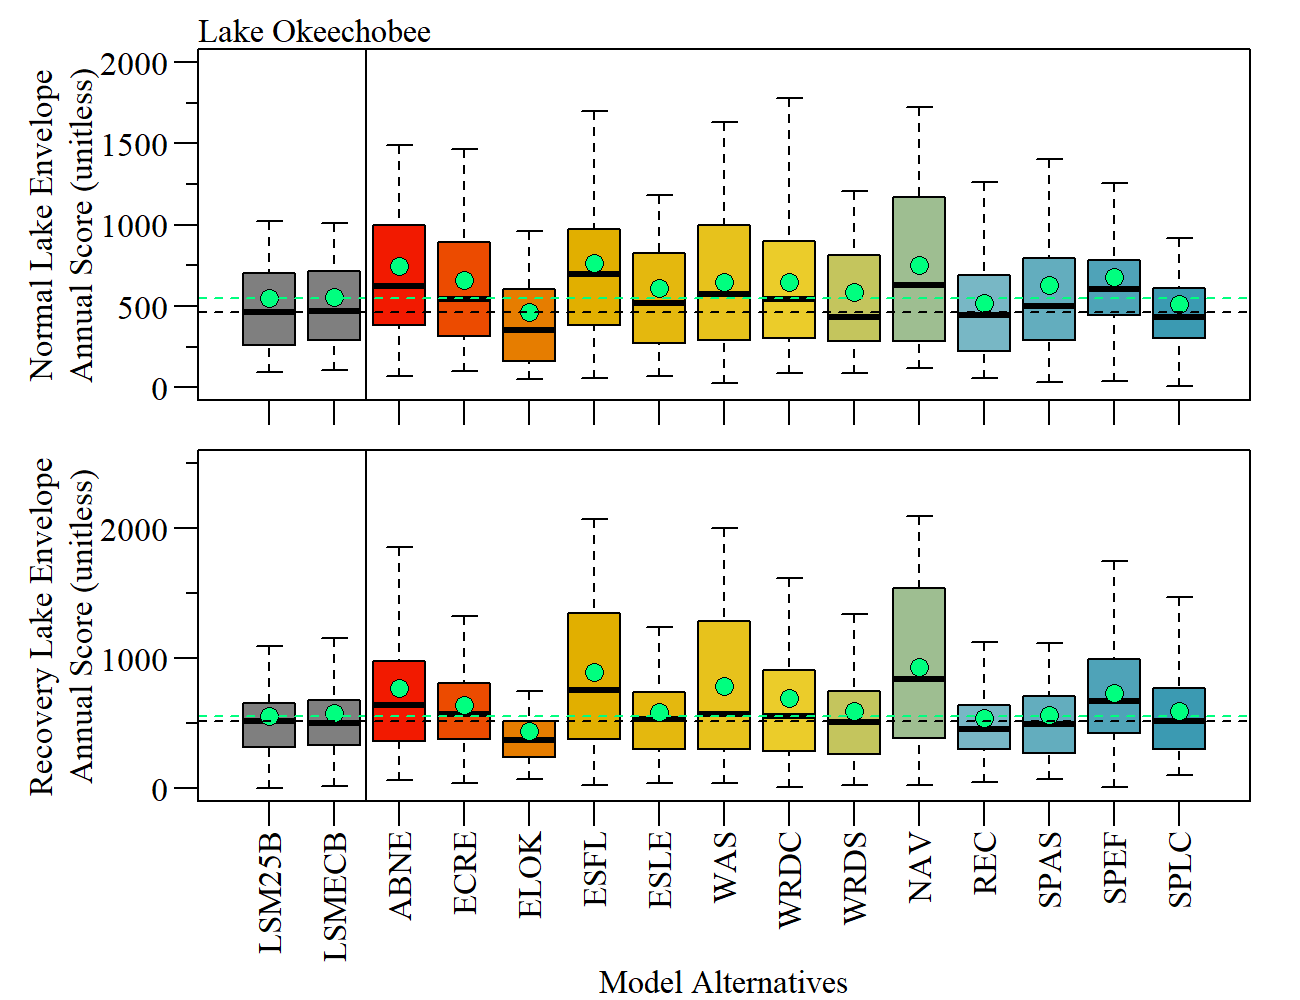 Lake Okeechobee
Normal Lake Envelope
Annual Score (unitless)
2000
1500
1000
500
0
Recovery Lake Envelope
Annual Score (unitless)
2000
1000
0
LSM25B
LSMECB
ABNE
ECRE
ELOK
ESFL
ESLE
WAS
WRDC
WRDS
NAV
REC
SPAS
SPEF
SPLC
Model Alternatives